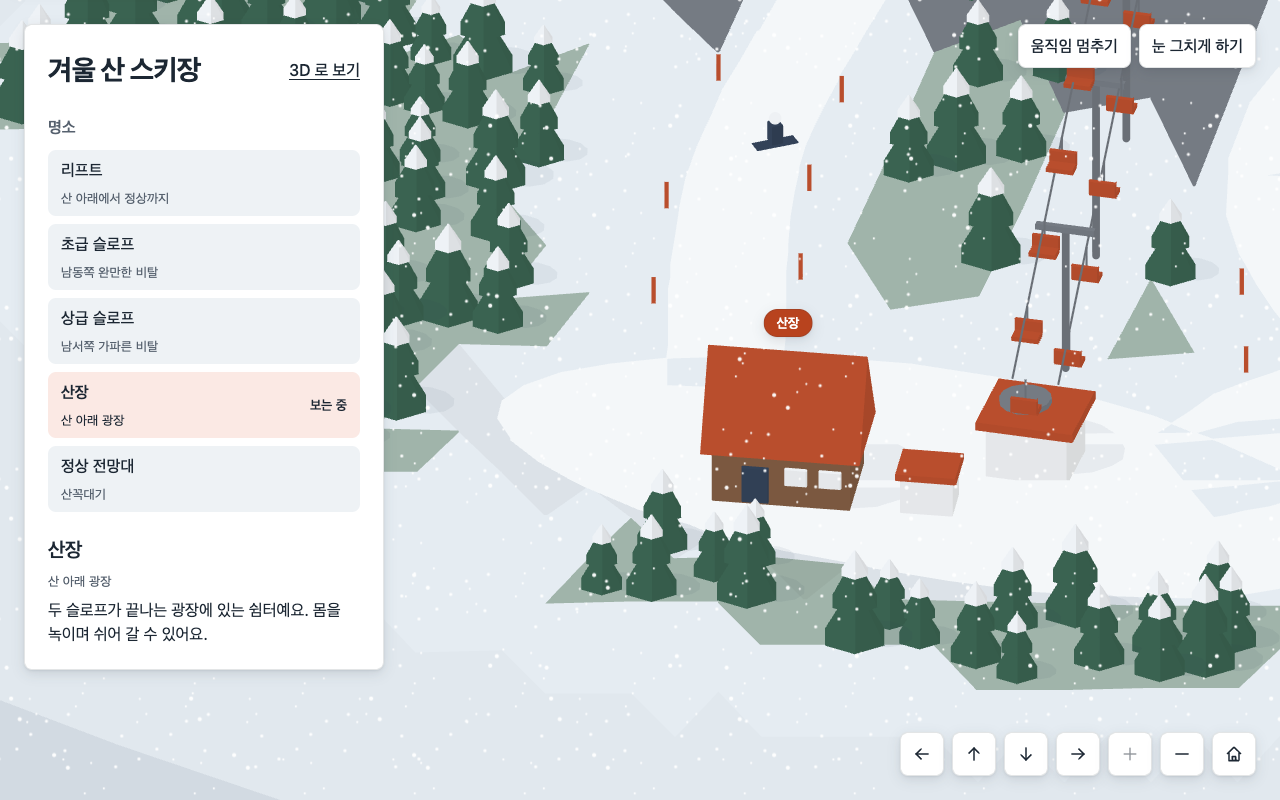 겨울 산 스키장
3D 로 보기
명소
리프트
산 아래에서 정상까지
초급 슬로프
남동쪽 완만한 비탈
상급 슬로프
남서쪽 가파른 비탈
산장
산 아래 광장
보는 중
정상 전망대
산꼭대기
산장
산 아래 광장
두 슬로프가 끝나는 광장에 있는 쉼터예요. 몸을
녹이며 쉬어 갈 수 있어요.
움직임 멈추기
눈 그치게 하기
산장